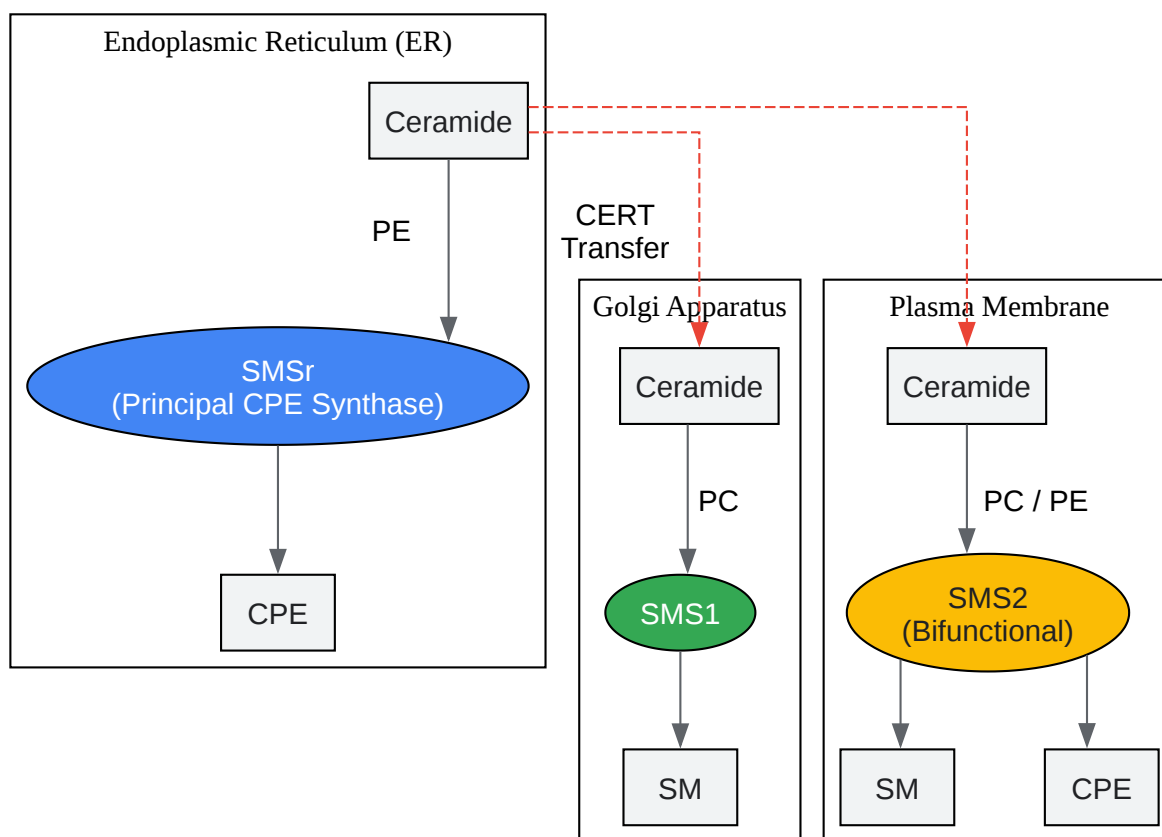 Endoplasmic Reticulum (ER)
Ceramide
PE
CERT
Transfer
SMSr
(Principal CPE Synthase)
CPE
Golgi Apparatus
Ceramide
PC
SMS1
SM
Plasma Membrane
Ceramide
PC / PE
SMS2
(Bifunctional)
SM
CPE